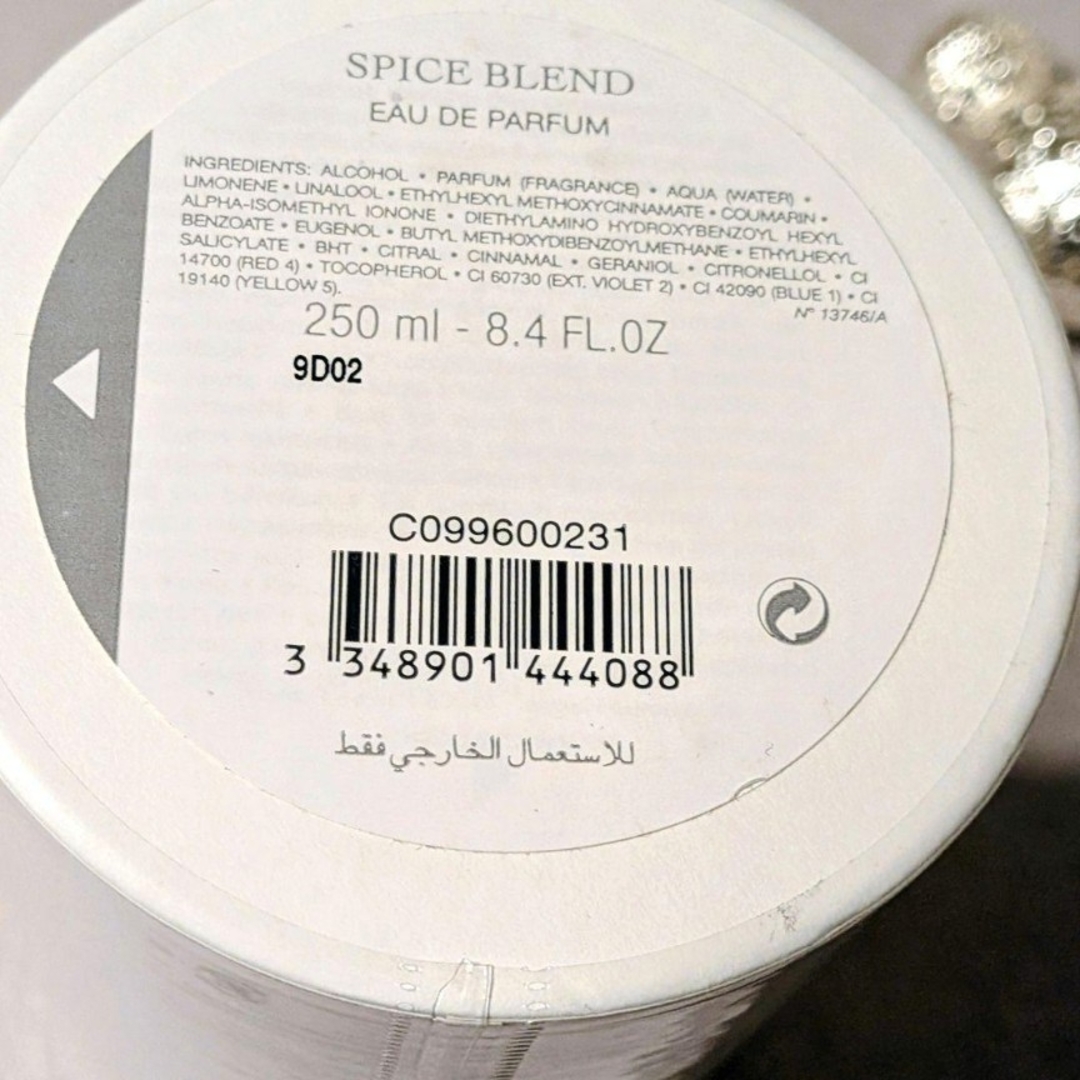 SPICE BLEND
EAU DE PARFUM
INGREDIENTS: ALCOHOL • PARFUM (FRAGRANCE) • AQUA (WATER) •
LIMONENE • LINALOOL • ETHYLHEXYL METHOXYCINNAMATE • COUMARIN •
ALPHA-ISOMETHYL IONONE • DIETHYLAMINO HYDROXYBENZOYL HEXYL
BENZOATE • EUGENOL • BUTYL METHOXYDIBENZOYLMETHANE • ETHYLHEXYL
SALICYLATE • BHT • CITRAL • CINNAMAL • GERANIOL • CITRONELLOL • CI
14700 (RED 4) • TOCOPHEROL • CI 60730 (EXT. VIOLET 2) • CI 42090 (BLUE 1) • CI
19140 (YELLOW 5).
N° 13746/A
250 ml - 8.4 FL.OZ
9D02
C099600231
3 348901 444088
للاستعمال الخارجي فقط